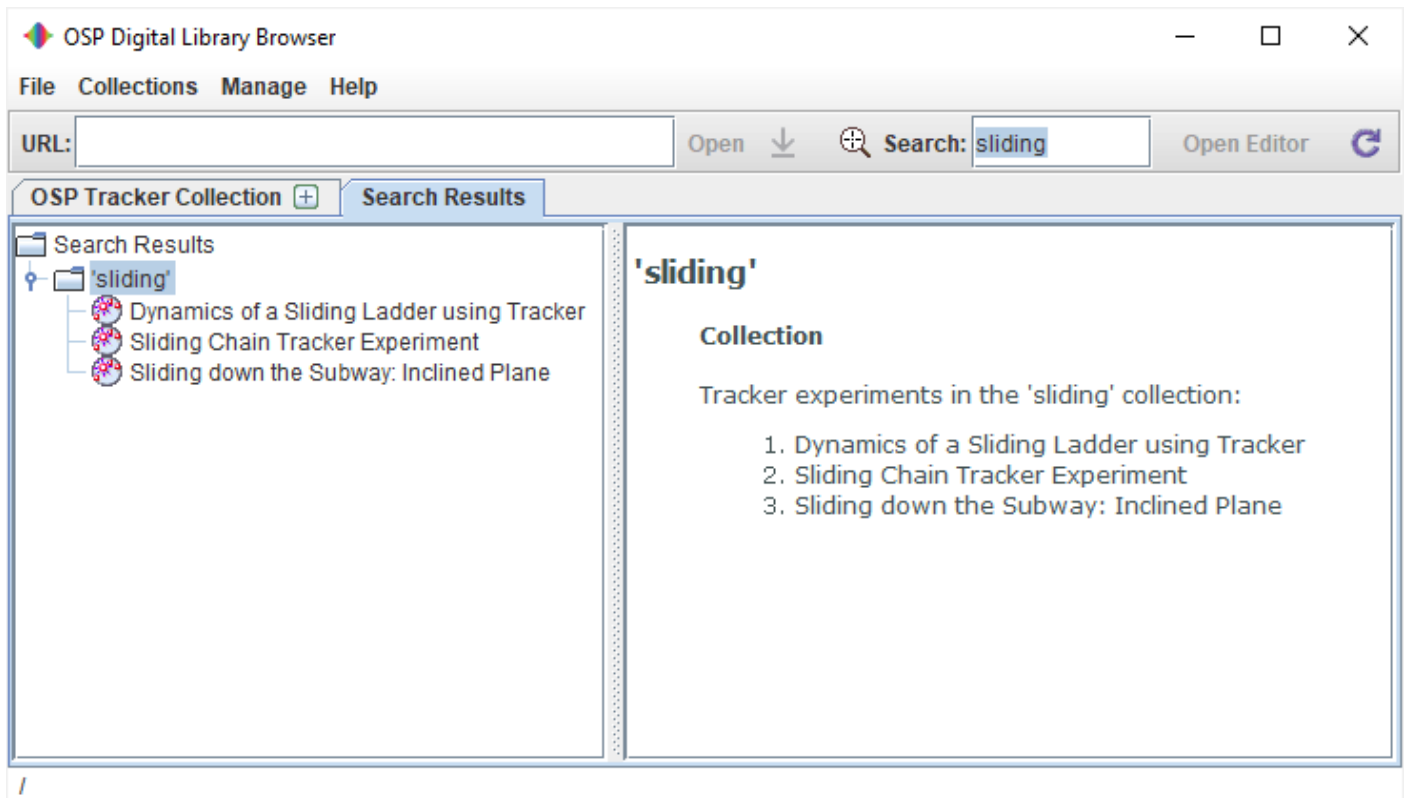 OSP Digital Library Browser
File Collections Manage Help
URL: Open Search: sliding Open Editor
OSP Tracker Collection Search Results
Search Results
'sliding'
Dynamics of a Sliding Ladder using Tracker
Sliding Chain Tracker Experiment
Sliding down the Subway: Inclined Plane
'sliding'
Collection
Tracker experiments in the 'sliding' collection:
1. Dynamics of a Sliding Ladder using Tracker
2. Sliding Chain Tracker Experiment
3. Sliding down the Subway: Inclined Plane
/